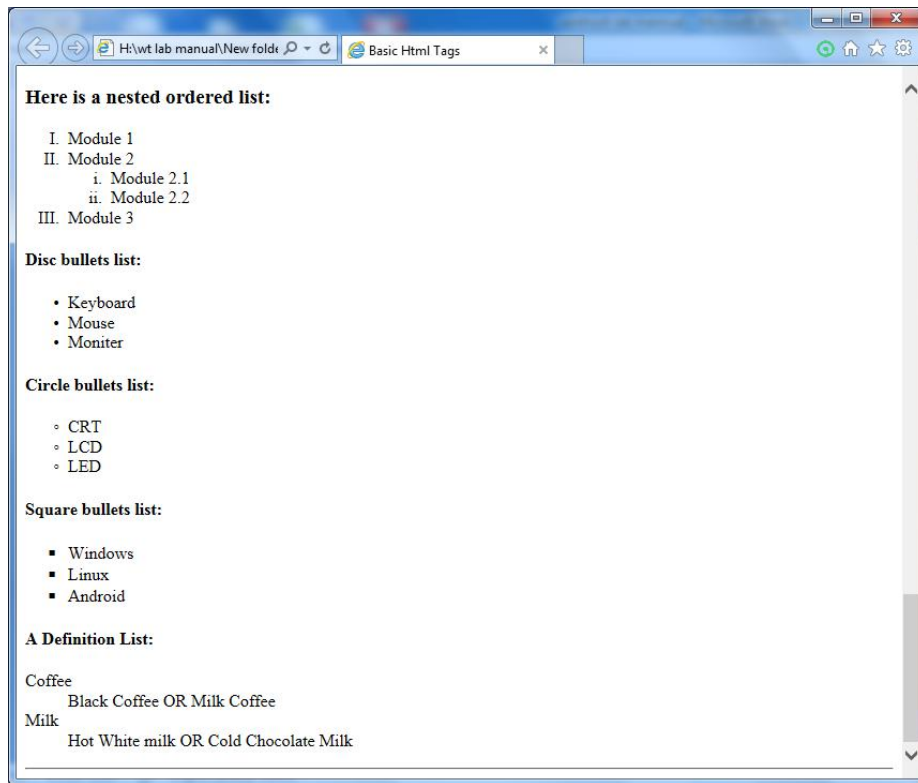 H:\wt lab manual\New folde
Basic Html Tags
Here is a nested ordered list:
I. Module 1
II. Module 2
i. Module 2.1
ii. Module 2.2
III. Module 3
Disc bullets list:
• Keyboard
• Mouse
• Moniter
Circle bullets list:
◦ CRT
◦ LCD
◦ LED
Square bullets list:
▪ Windows
▪ Linux
▪ Android
A Definition List:
Coffee
Black Coffee OR Milk Coffee
Milk
Hot White milk OR Cold Chocolate Milk